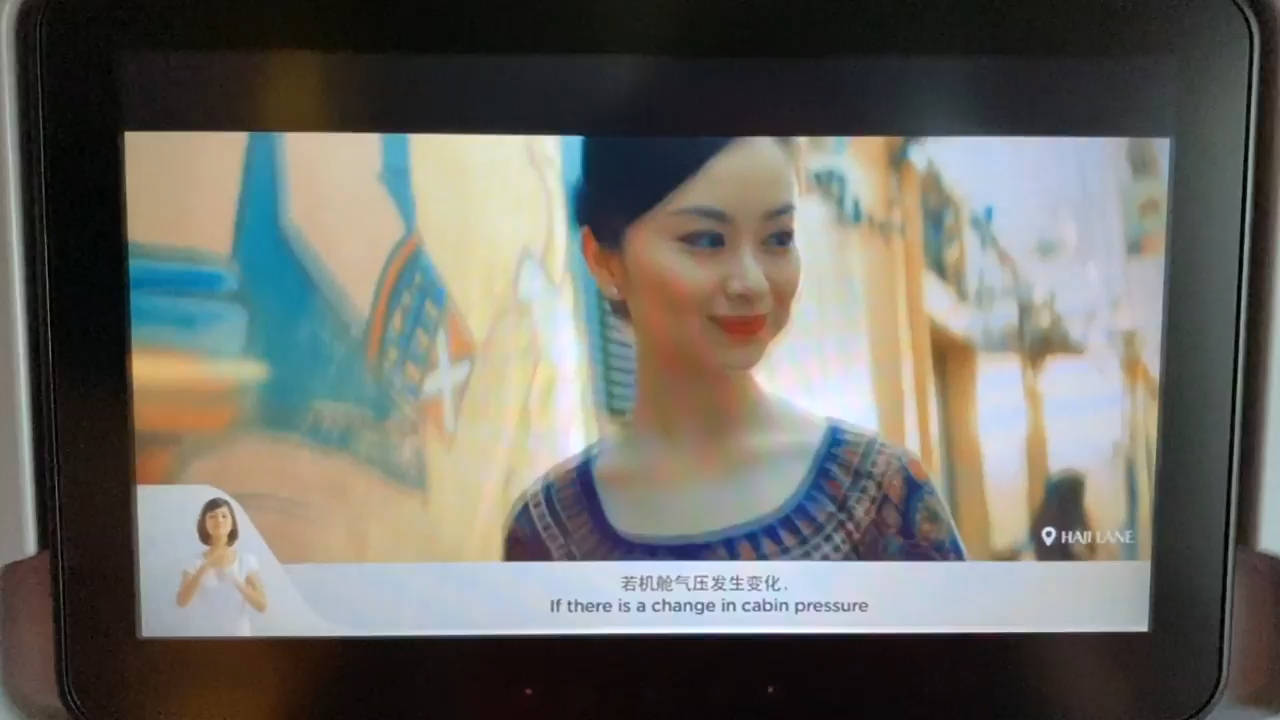 HAJI LANE
若机舱气压发生变化，
If there is a change in cabin pressure